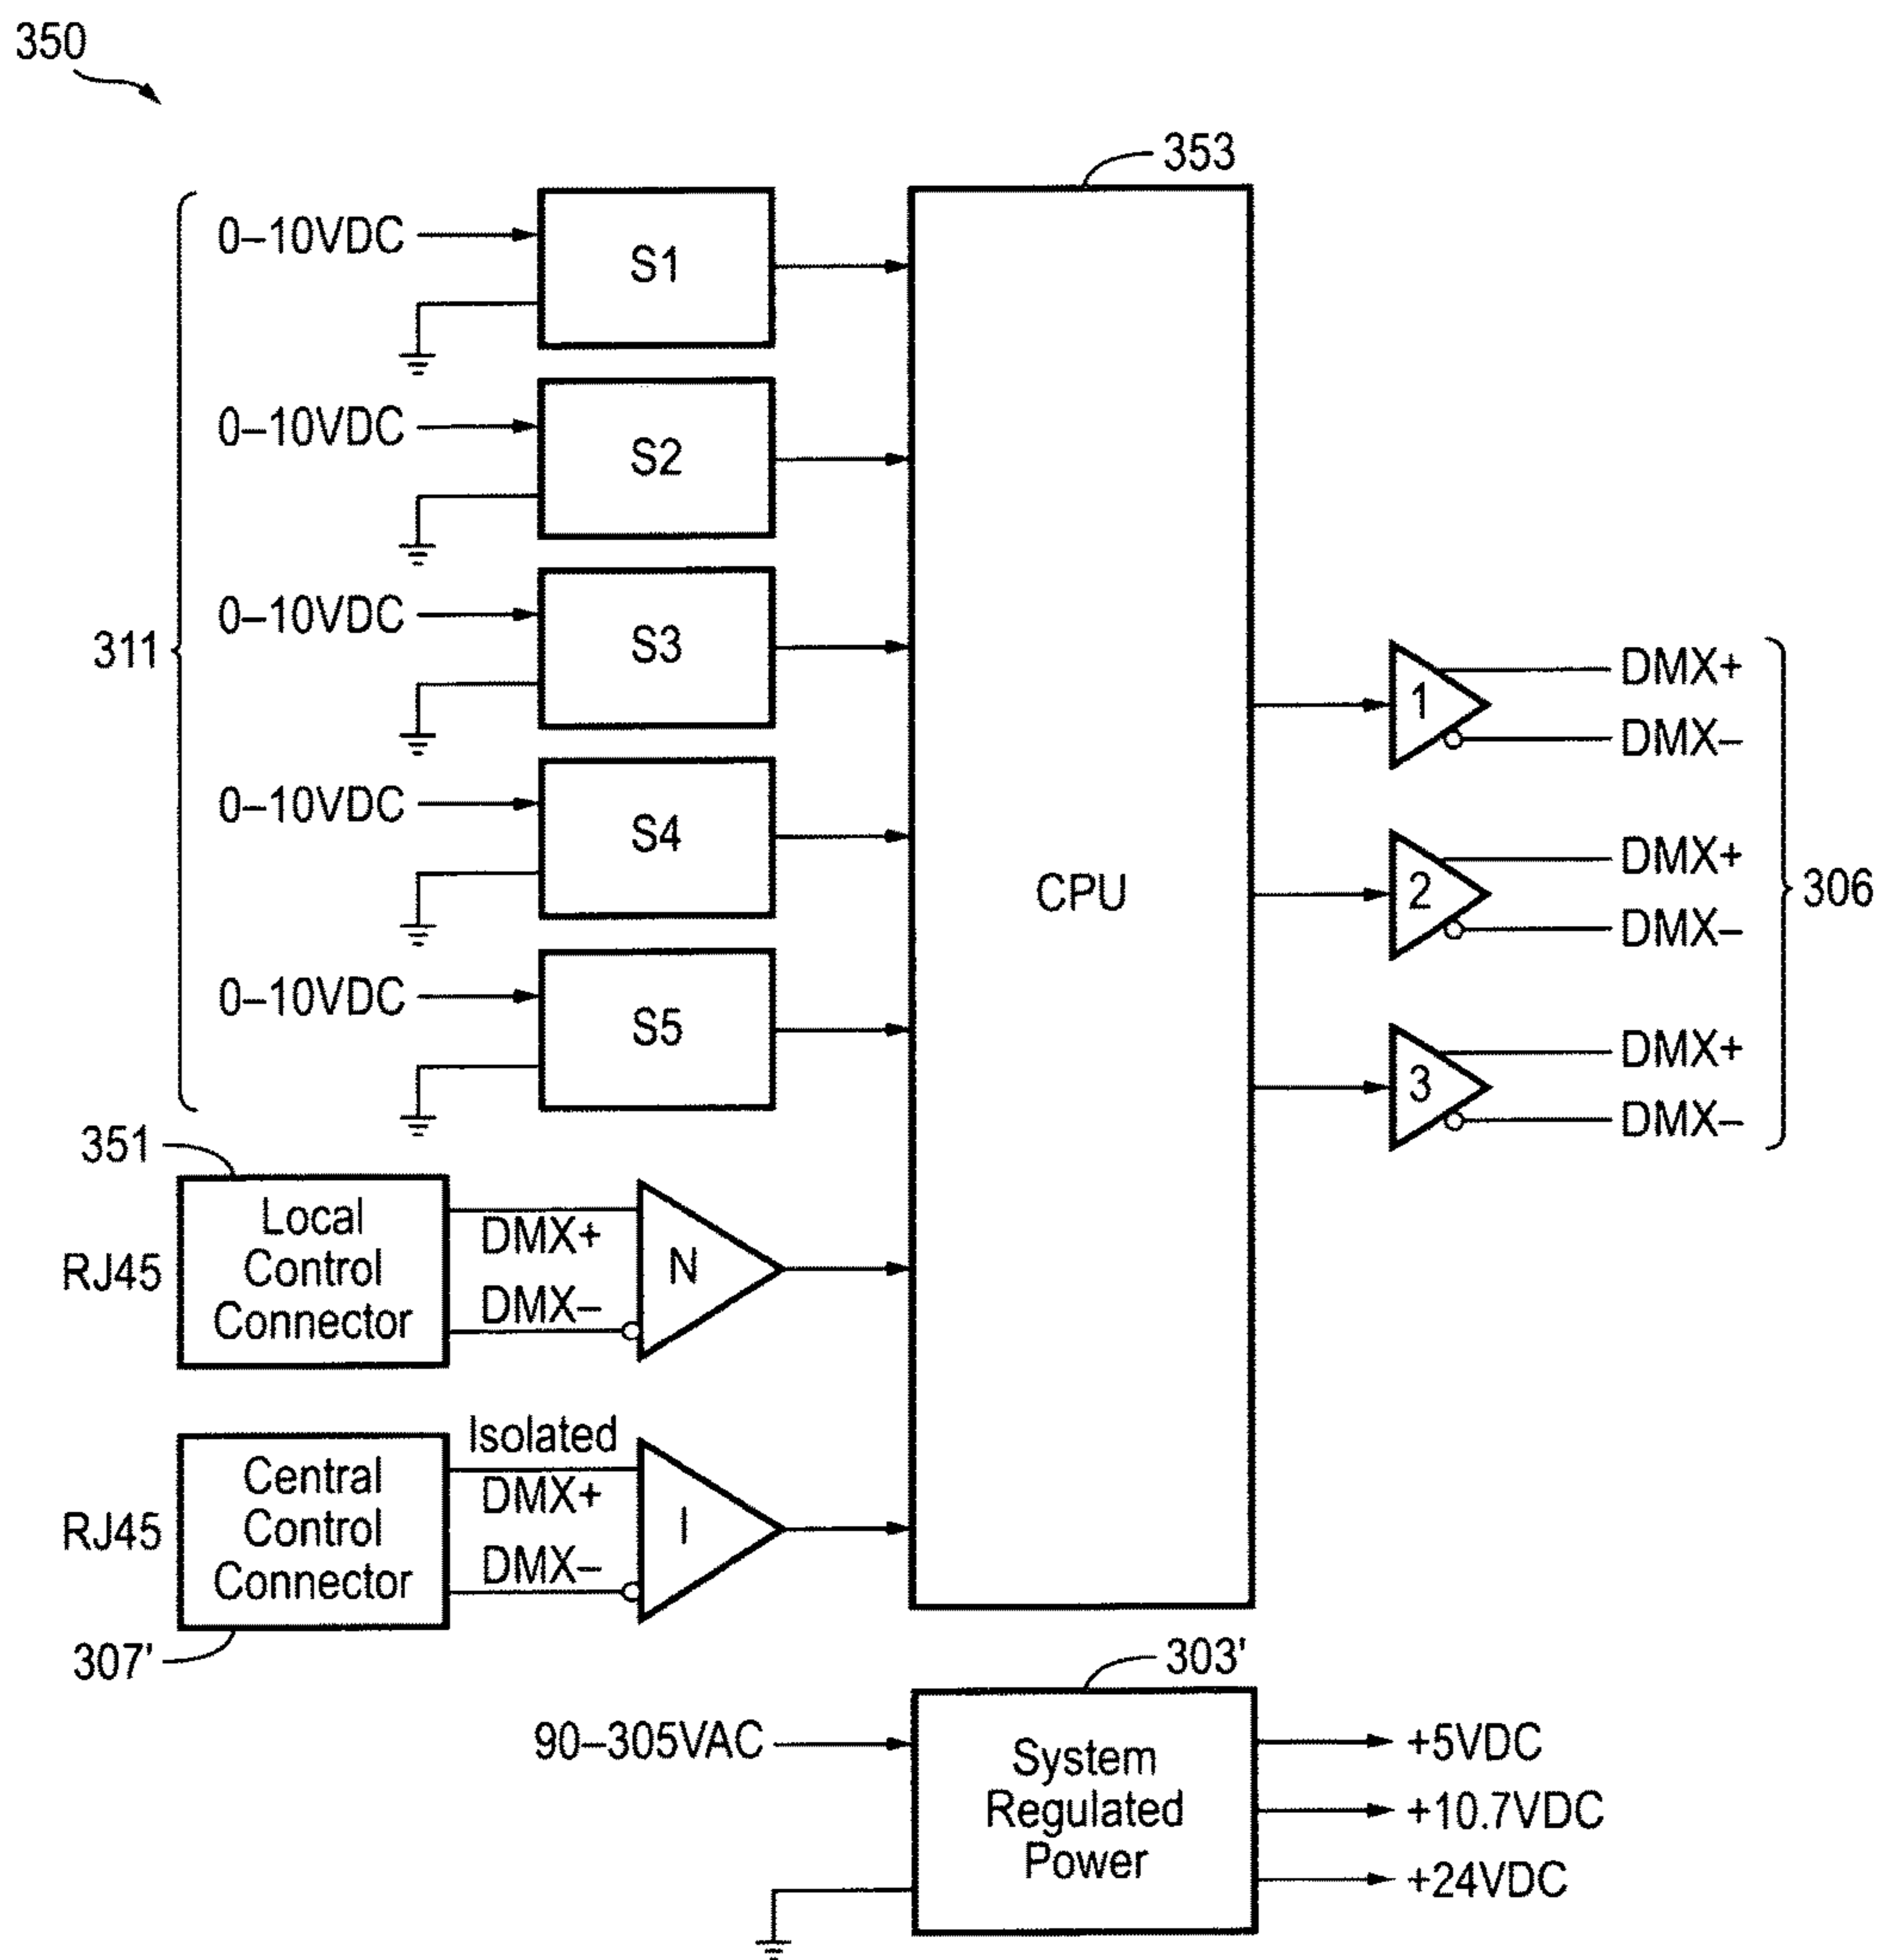 350
353
0–10VDC
S1
0–10VDC
S2
0–10VDC
S3
311
0–10VDC
S4
0–10VDC
S5
CPU
1
DMX+
DMX–
2
DMX+
DMX–
306
3
DMX+
DMX–
351
RJ45
Local
Control
Connector
DMX+
DMX–
N
RJ45
Central
Control
Connector
Isolated
DMX+
DMX–
I
307'
303'
90–305VAC
System
Regulated
Power
+5VDC
+10.7VDC
+24VDC